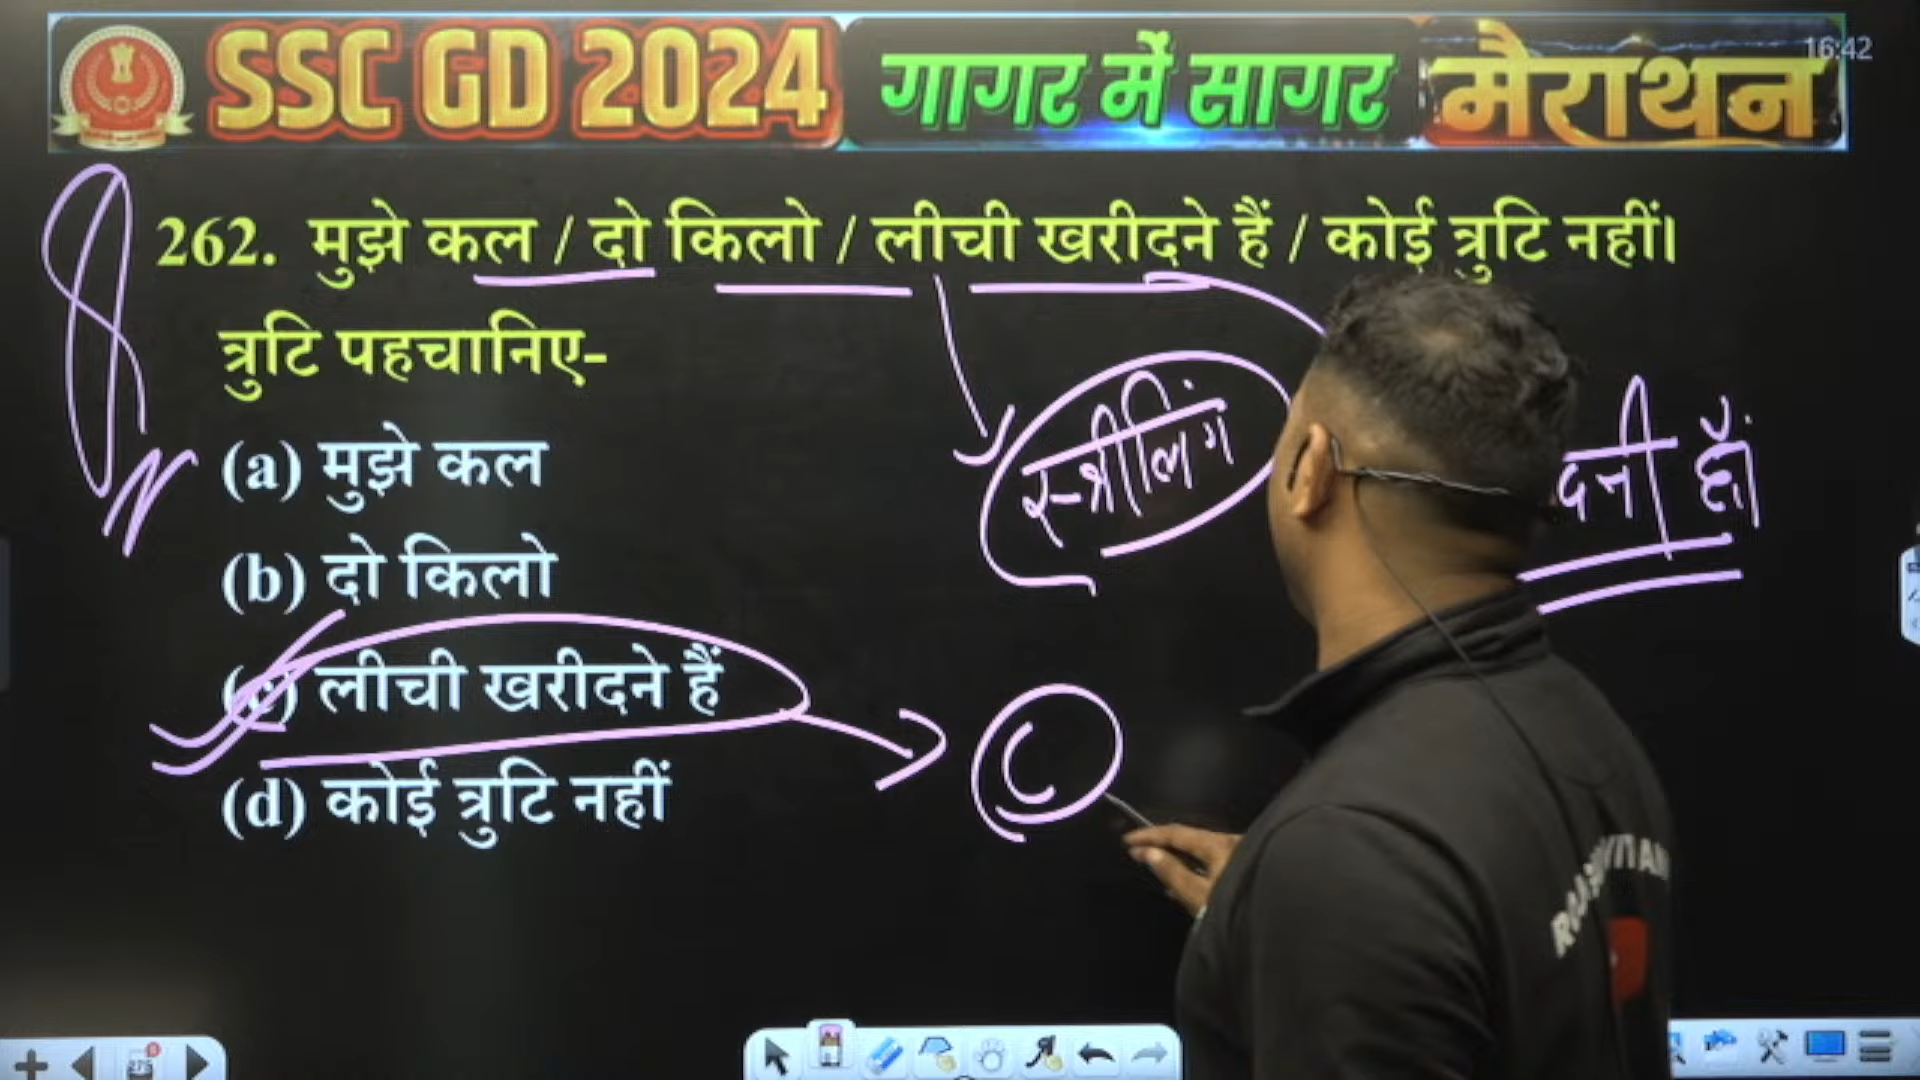 SSC GD 2024 गागर में सागर मैराथन
16:42
262. मुझे कल / दो किलो / लीची खरीदने हैं / कोई त्रुटि नहीं।
त्रुटि पहचानिए-
(a) मुझे कल
स्त्रीलिंग
दनी हैं।
(b) दो किलो
(c) लीची खरीदने हैं
C
(d) कोई त्रुटि नहीं
275